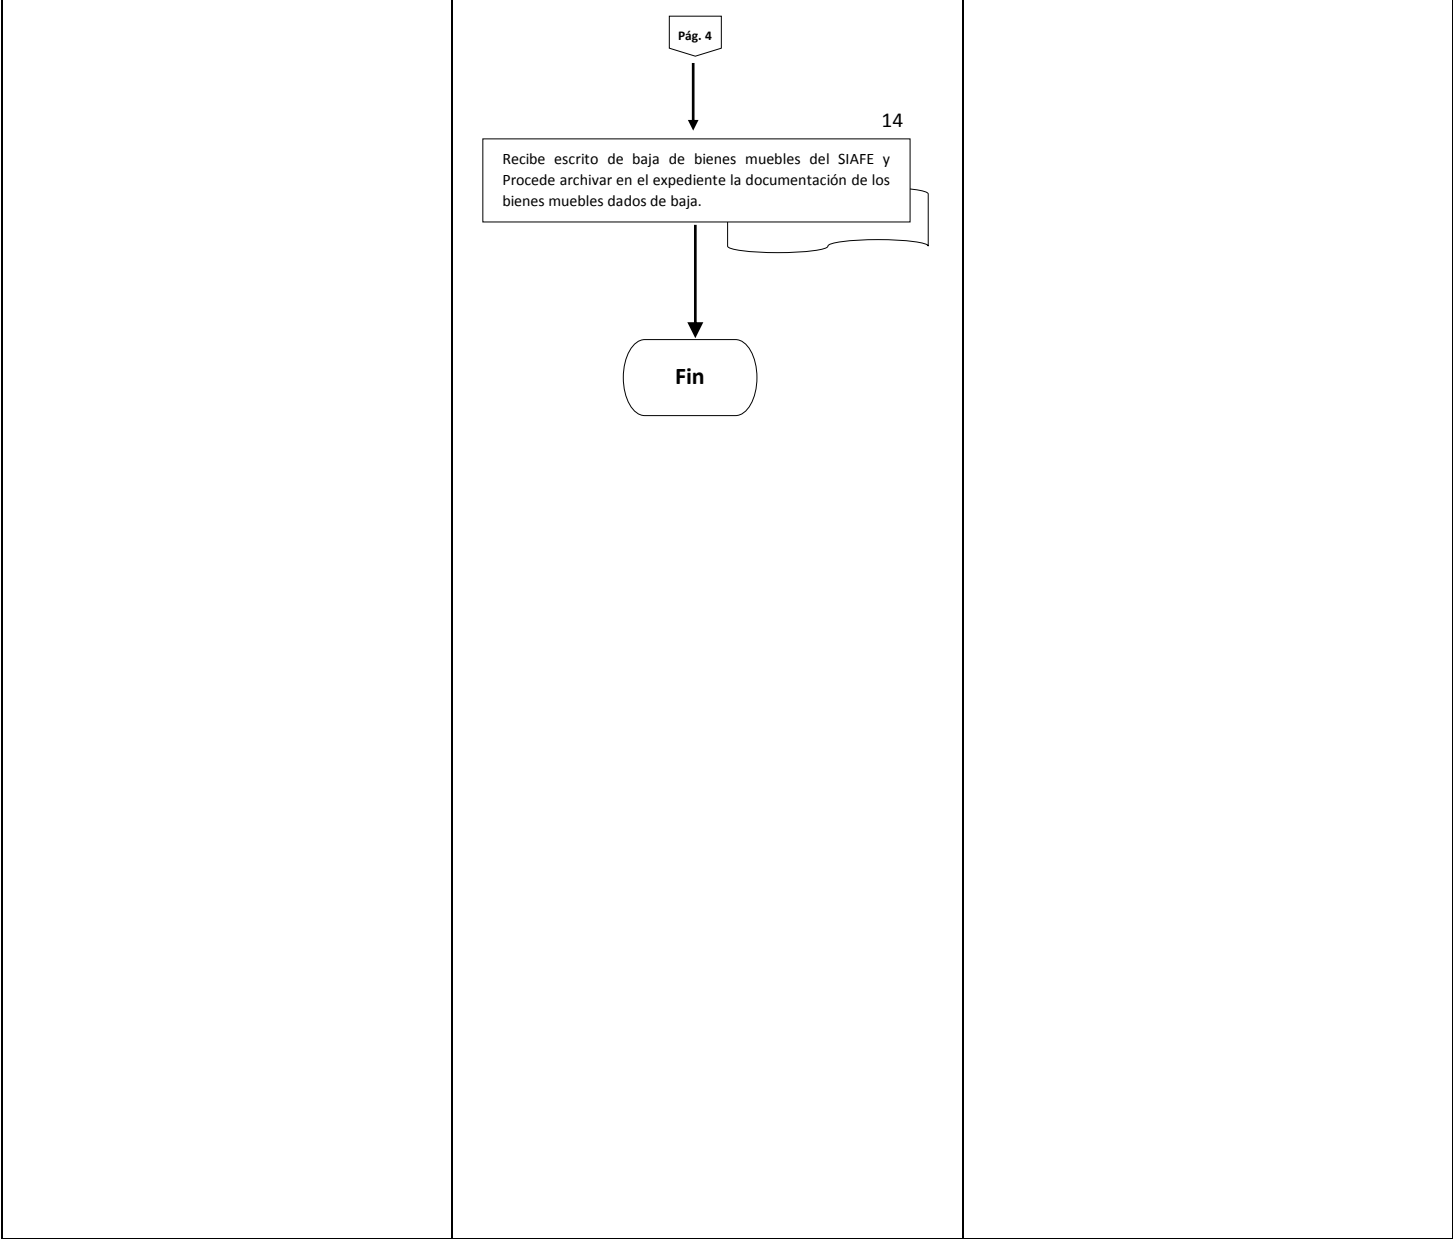 Pág. 4
14
Recibe escrito de baja de bienes muebles del SIAFE y
Procede archivar en el expediente la documentación de los
bienes muebles dados de baja.
Fin